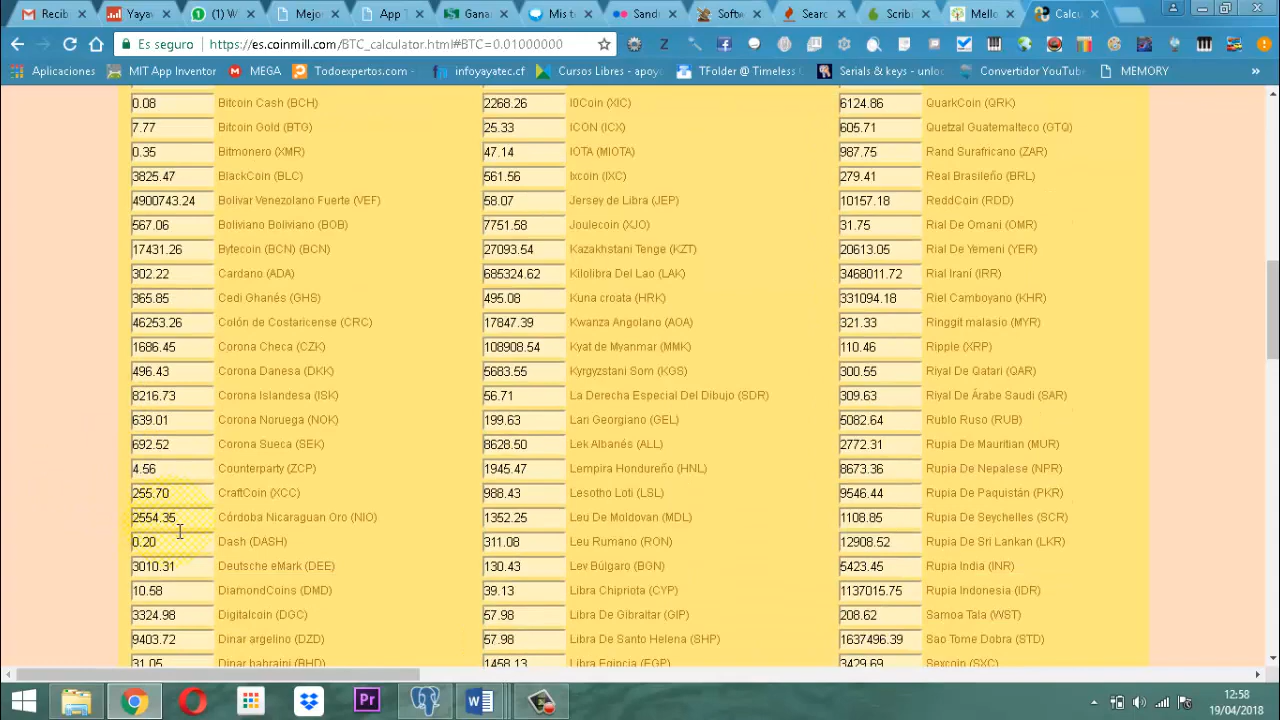 Recib
Yaya
(1) W
Mejo
App T
Gana
Mis t
Sandi
Softw
Searc
Scrib
Mello
Calcu
Es seguro
https://es.coinmill.com/BTC_calculator.html#BTC=0.01000000
Aplicaciones
MIT App Inventor
MEGA
Todoexpertos.com -
infoyayatec.cf
Cursos Libres - apoy
TFolder @ Timeless
Serials & keys - unlo
Convertidor YouTub
MEMORY
»
0.08 Bitcoin Cash (BCH)
7.77 Bitcoin Gold (BTG)
0.35 Bitmonero (XMR)
3825.47 BlackCoin (BLC)
4900743.24 Bolivar Venezolano Fuerte (VEF)
567.06 Boliviano Boliviano (BOB)
17431.26 Bytecoin (BCN) (BCN)
302.22 Cardano (ADA)
365.85 Cedi Ghanés (GHS)
46253.26 Colón de Costaricense (CRC)
1686.45 Corona Checa (CZK)
496.43 Corona Danesa (DKK)
8216.73 Corona Islandesa (ISK)
639.01 Corona Noruega (NOK)
692.52 Corona Sueca (SEK)
4.56 Counterparty (ZCP)
255.70 CraftCoin (XCC)
2554.35 Córdoba Nicaraguan Oro (NIO)
0.20 Dash (DASH)
3010.31 Deutsche eMark (DEE)
10.58 DiamondCoins (DMD)
3324.98 Digitalcoin (DGC)
9403.72 Dinar argelino (DZD)
31.05 Dinar bahraini (BHD)
2268.26 I0Coin (XIC)
25.33 ICON (ICX)
47.14 IOTA (MIOTA)
561.56 Ixcoin (IXC)
58.07 Jersey de Libra (JEP)
7751.58 Joulecoin (XJO)
27093.54 Kazakhstani Tenge (KZT)
685324.62 Kilolibra Del Lao (LAK)
495.08 Kuna croata (HRK)
17847.39 Kwanza Angolano (AOA)
108908.54 Kyat de Myanmar (MMK)
5683.55 Kyrgyzstani Som (KGS)
56.71 La Derecha Especial Del Dibujo (SDR)
199.63 Lari Georgiano (GEL)
8628.50 Lek Albanés (ALL)
1945.47 Lempira Hondureño (HNL)
988.43 Lesotho Loti (LSL)
1352.25 Leu De Moldovan (MDL)
311.08 Leu Rumano (RON)
130.43 Lev Búlgaro (BGN)
39.13 Libra Chipriota (CYP)
57.98 Libra De Gibraltar (GIP)
57.98 Libra De Santo Helena (SHP)
1458.13 Libra Egipcia (EGP)
6124.86 QuarkCoin (QRK)
605.71 Quetzal Guatemalteco (GTQ)
987.75 Rand Surafricano (ZAR)
279.41 Real Brasileño (BRL)
10157.18 ReddCoin (RDD)
31.75 Rial De Omani (OMR)
20613.05 Rial De Yemeni (YER)
3468011.72 Rial Iraní (IRR)
331094.18 Riel Camboyano (KHR)
321.33 Ringgit malasio (MYR)
110.46 Ripple (XRP)
300.55 Riyal De Qatari (QAR)
309.63 Riyal De Árabe Saudi (SAR)
5082.64 Rublo Ruso (RUB)
2772.31 Rupia De Mauritian (MUR)
8673.36 Rupia De Nepalese (NPR)
9546.44 Rupia De Paquistán (PKR)
1108.85 Rupia De Seychelles (SCR)
12908.52 Rupia De Sri Lankan (LKR)
5423.45 Rupia India (INR)
1137015.75 Rupia Indonesia (IDR)
208.62 Samoa Tala (WST)
1637496.39 Sao Tome Dobra (STD)
3429.69 Sexcoin (SXC)
Pr
12:58
19/04/2018